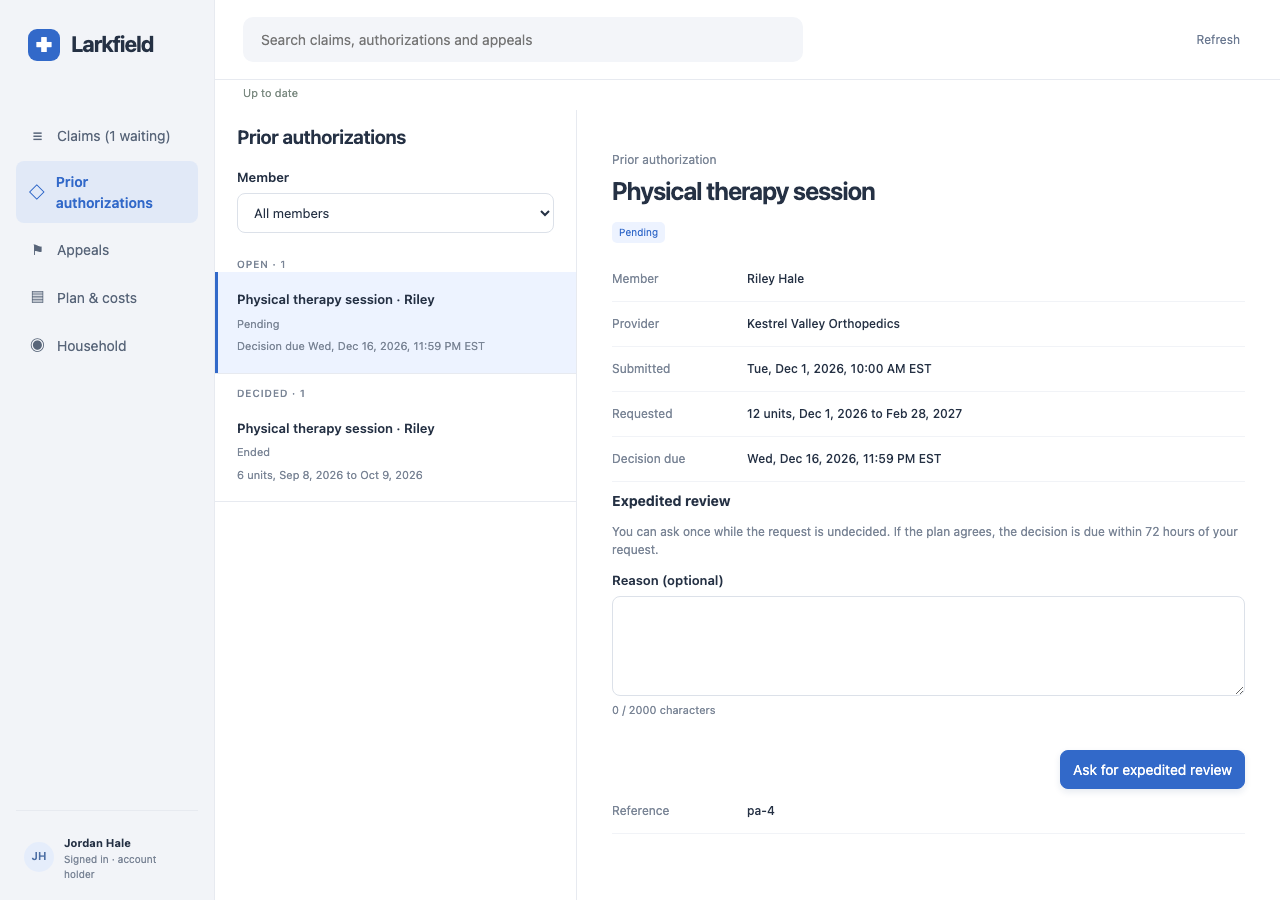 Larkfield
Claims (1 waiting)
Prior
authorizations
Appeals
Plan & costs
Household
JH
Jordan Hale
Signed in · account
holder
Search claims, authorizations and appeals
Refresh
Up to date
Prior authorizations
Member
All members
OPEN · 1
Physical therapy session · Riley
Pending
Decision due Wed, Dec 16, 2026, 11:59 PM EST
DECIDED · 1
Physical therapy session · Riley
Ended
6 units, Sep 8, 2026 to Oct 9, 2026
Prior authorization
Physical therapy session
Pending
Member Riley Hale
Provider Kestrel Valley Orthopedics
Submitted Tue, Dec 1, 2026, 10:00 AM EST
Requested 12 units, Dec 1, 2026 to Feb 28, 2027
Decision due Wed, Dec 16, 2026, 11:59 PM EST
Expedited review
You can ask once while the request is undecided. If the plan agrees, the decision is due within 72 hours of your
request.
Reason (optional)
0 / 2000 characters
Ask for expedited review
Reference pa-4